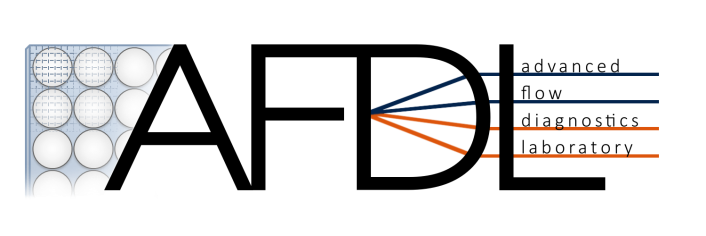 AFDL
advanced
flow
diagnostics
laboratory